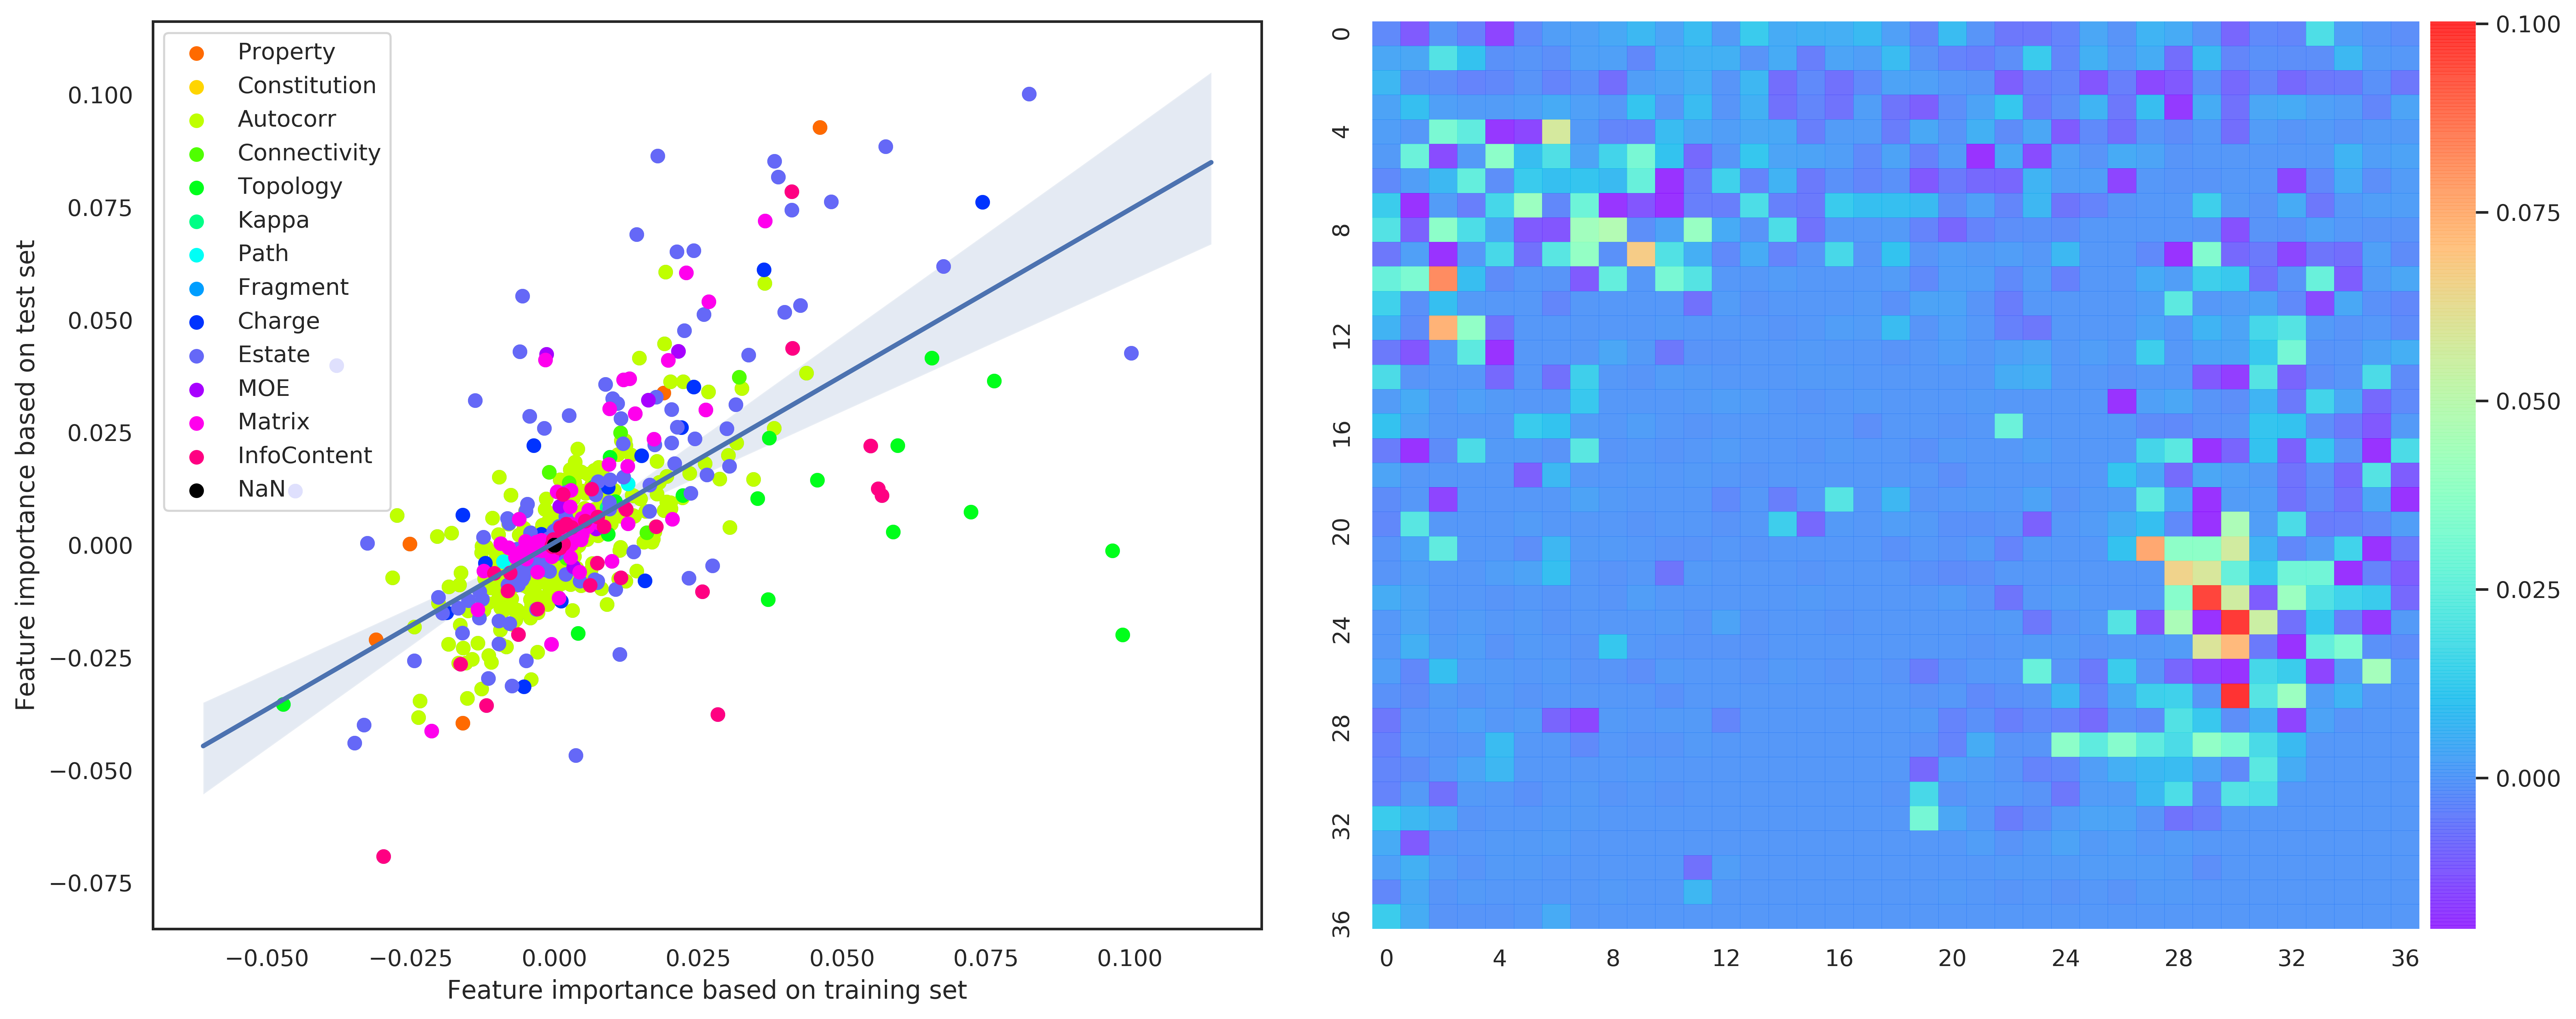 Feature importance based on test set
0.100
0.075
0.050
0.025
0.000
−0.025
−0.050
−0.075
Property
Constitution
Autocorr
Connectivity
Topology
Kappa
Path
Fragment
Charge
Estate
MOE
Matrix
InfoContent
NaN
−0.050 −0.025 0.000 0.025 0.050 0.075 0.100
Feature importance based on training set
0
4
8
12
16
20
24
28
32
36
0 4 8 12 16 20 24 28 32 36
0.100
0.075
0.050
0.025
0.000